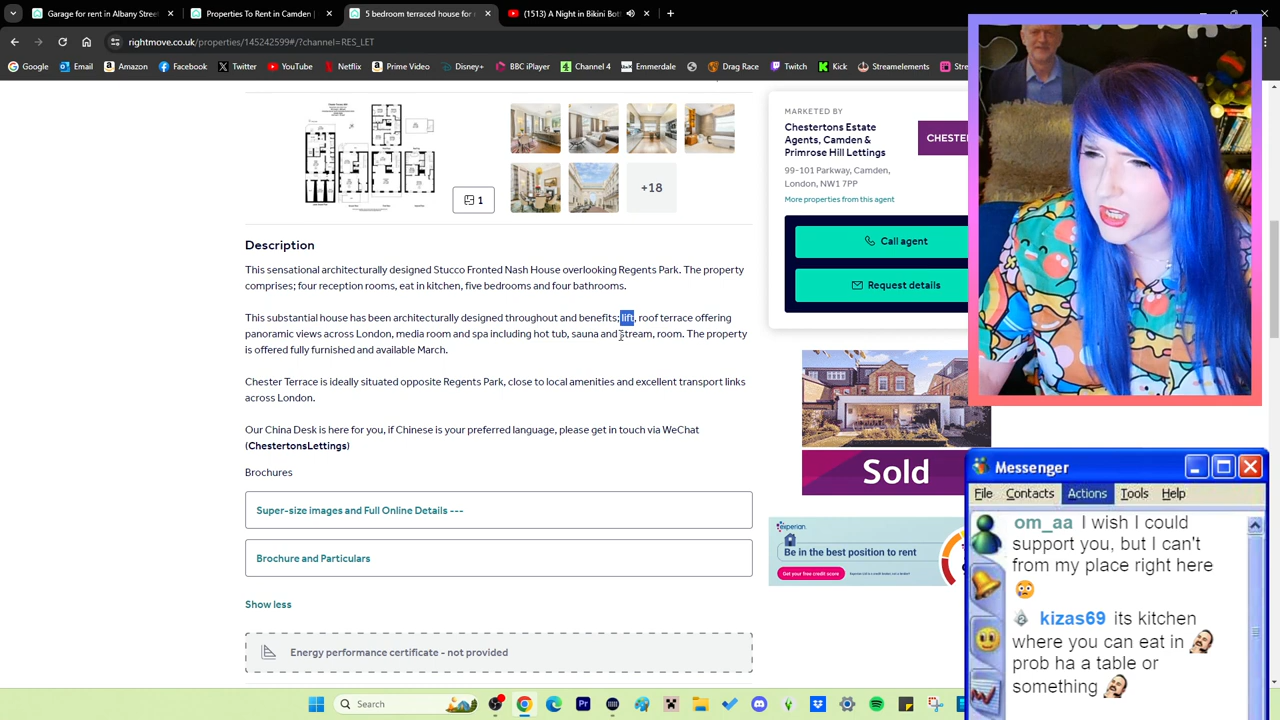 Garage for rent in Albany Street
Garage Properties in Camden
5 bedroom terraced house for
(1513) A Night in Bikini Bot
rightmove.co.uk/properties/145242599#/?channel=RES_LET
Google
Email
Facebook
Twitter
YouTube
Netflix
Prime Video
Disney+
BBC iPlayer
Channel 4
Drag Race
Twitch
Kick
Streamelements
1
+18
Description
This sensational architecturally designed Stucco Fronted Nash House overlooking Regents Park. The property
comprises; four reception rooms, eat in kitchen, five bedrooms and four bathrooms.
This substantial house has been architecturally designed throughout and benefits; lift, roof terrace offering
panoramic views across London, media room and spa including hot tub, sauna and stream, room. The property
is offered fully furnished and available March.
Chester Terrace is ideally situated opposite Regents Park, close to local amenities and excellent transport links
across London.
Our China Desk is here for you, if Chinese is your preferred language, please get in touch via WeChat
(ChestertonsLettings)
Brochures
Super-size images and Full Online Details ---
Brochure and Particulars
Show less
Energy performance certificate - not provided
MARKETED BY
Chestertons Estate
Agents, Camden &
Primrose Hill Lettings
CHESTE
99-101 Parkway, Camden,
London, NW1 7PP
More properties from this agent
Call agent
Request details
Sold
experian.
Be in the best position to rent
Get your free credit score
Messenger
File
Contacts
Actions
Tools
Help
om_aa I wish I could
support you, but I can't
from my place right here
kizas69 its kitchen
where you can eat in
prob ha a table or
something
Search